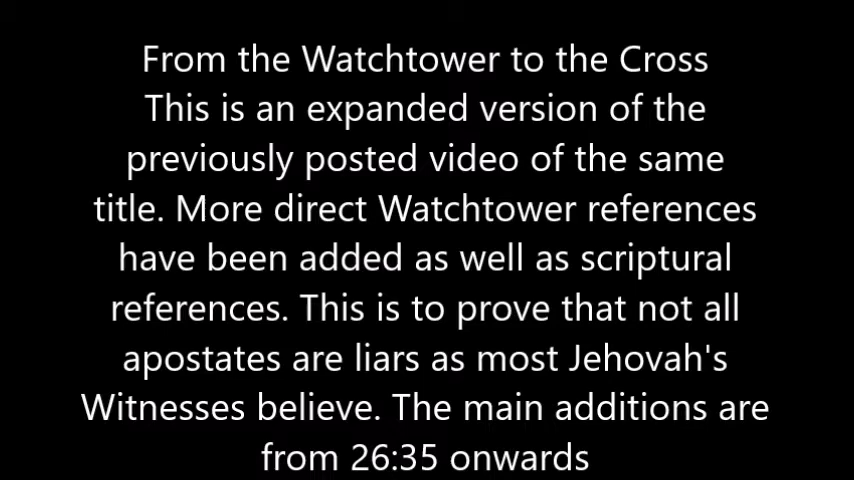 From the Watchtower to the Cross
This is an expanded version of the
previously posted video of the same
title. More direct Watchtower references
have been added as well as scriptural
references. This is to prove that not all
apostates are liars as most Jehovah's
Witnesses believe. The main additions are
from 26:35 onwards